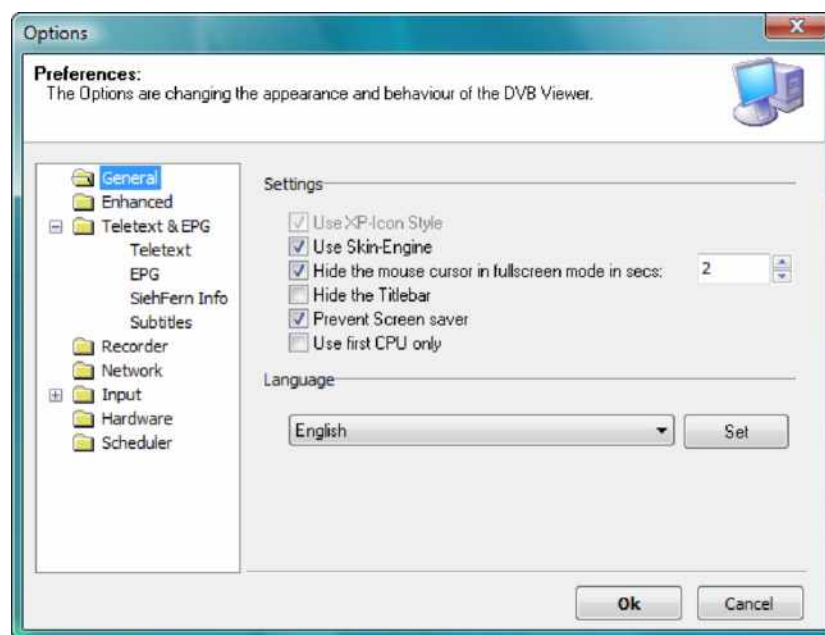 Options
Preferences:
The Options are changing the appearance and behaviour of the DVB Viewer.
General
Enhanced
Teletext & EPG
Teletext
EPG
SiehFern Info
Subtitles
Recorder
Network
Input
Hardware
Scheduler
Settings
Use XP-Icon Style
Use Skin-Engine
Hide the mouse cursor in fullscreen mode in secs: 2
Hide the Titlebar
Prevent Screen saver
Use first CPU only
Language
English
Set
Ok
Cancel